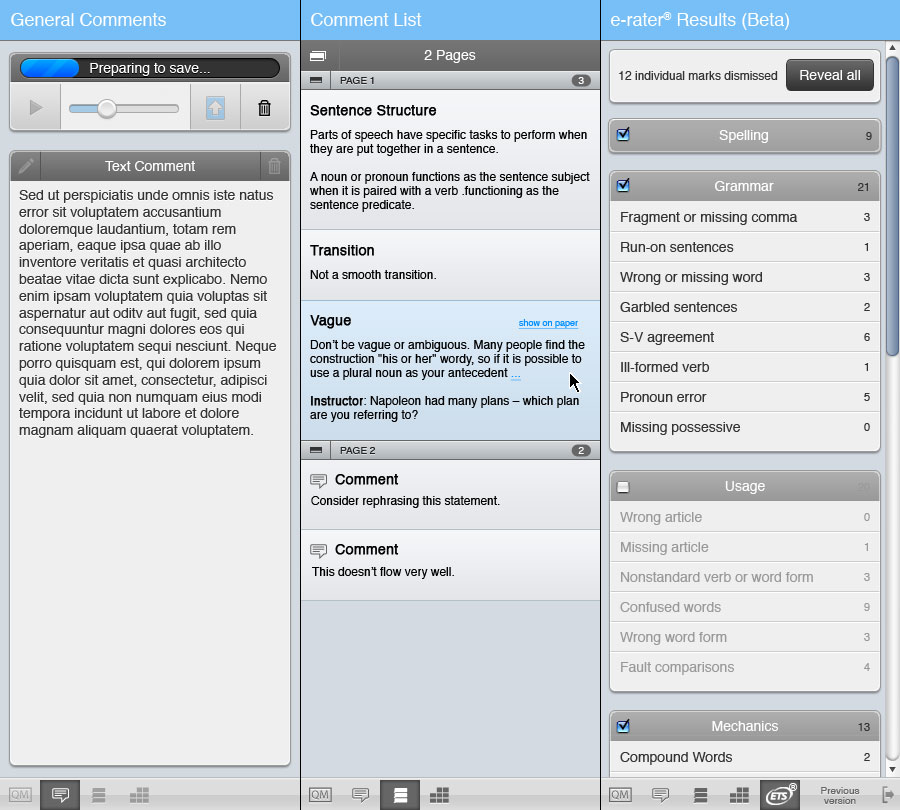 General Comments
Preparing to save...
Text Comment
Sed ut perspiciatis unde omnis iste natus
error sit voluptatem accusantium
doloremque laudantium, totam rem
aperiam, eaque ipsa quae ab illo
inventore veritatis et quasi architecto
beatae vitae dicta sunt explicabo. Nemo
enim ipsam voluptatem quia voluptas sit
aspernatur aut oditv aut fugit, sed quia
consequuntur magni dolores eos qui
ratione voluptatem sequi nesciunt. Neque
porro quisquam est, qui dolorem ipsum
quia dolor sit amet, consectetur, adipisci
velit, sed quia non numquam eius modi
tempora incidunt ut labore et dolore
magnam aliquam quaerat voluptatem.
QM
Comment List
2 Pages
PAGE 1 3
Sentence Structure
Parts of speech have specific tasks to perform when
they are put together in a sentence.
A noun or pronoun functions as the sentence subject
when it is paired with a verb .functioning as the
sentence predicate.
Transition
Not a smooth transition.
Vague show on paper
Don't be vague or ambiguous. Many people find the
construction "his or her" wordy, so if it is possible to
use a plural noun as your antecedent ...
Instructor: Napoleon had many plans – which plan
are you referring to?
PAGE 2 2
Comment
Consider rephrasing this statement.
Comment
This doesn't flow very well.
QM
e-rater® Results (Beta)
12 individual marks dismissed Reveal all
Spelling 9
Grammar 21
Fragment or missing comma 3
Run-on sentences 1
Wrong or missing word 3
Garbled sentences 2
S-V agreement 6
Ill-formed verb 1
Pronoun error 5
Missing possessive 0
Usage 20
Wrong article 0
Missing article 1
Nonstandard verb or word form 3
Confused words 9
Wrong word form 3
Fault comparisons 4
Mechanics 13
Compound Words 2
QM ETS® Previous
version